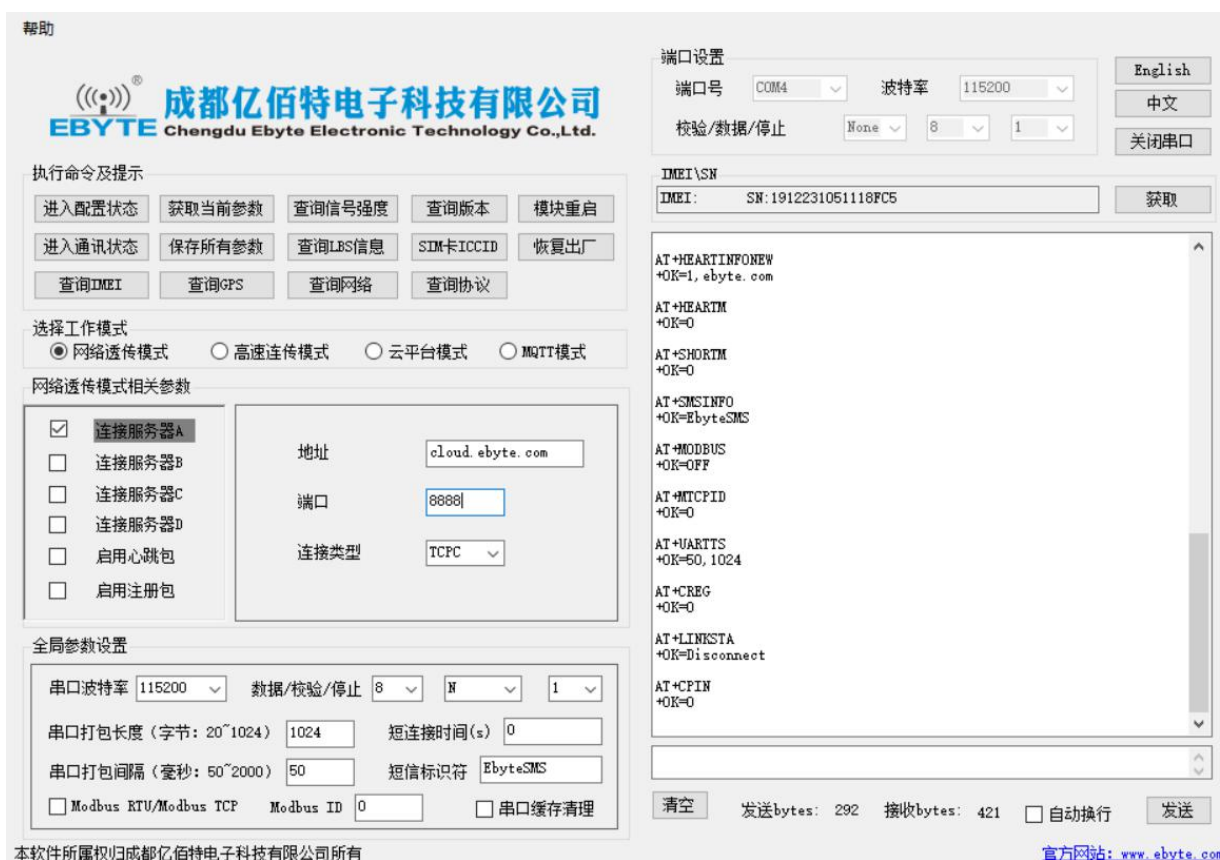 帮助
((•)) ®
EBYTE
成都亿佰特电子科技有限公司
Chengdu Ebyte Electronic Technology Co.,Ltd.
端口设置
端口号 COM4 波特率 115200
校验/数据/停止 None 8 1
English
中文
关闭串口
执行命令及提示
进入配置状态 获取当前参数 查询信号强度 查询版本 模块重启
进入通讯状态 保存所有参数 查询LBS信息 SIM卡ICCID 恢复出厂
查询IMEI 查询GPS 查询网络 查询协议
IMEI\SN
IMEI: SN:1912231051118FC5 获取
选择工作模式
网络透传模式 高速连传模式 云平台模式 MQTT模式
网络透传模式相关参数
连接服务器A
连接服务器B
连接服务器C
连接服务器D
启用心跳包
启用注册包
地址 cloud.ebyte.com
端口 8888
连接类型 TCPC
全局参数设置
串口波特率 115200 数据/校验/停止 8 N 1
串口打包长度(字节: 20~1024) 1024 短连接时间(s) 0
串口打包间隔(毫秒: 50~2000) 50 短信标识符 EbyteSMS
Modbus RTU/Modbus TCP Modbus ID 0 串口缓存清理
AT+HEARTINFONEW
+OK=1,ebyte.com
AT+HEARTM
+OK=0
AT+SHORTM
+OK=0
AT+SMSINFO
+OK=EbyteSMS
AT+MODBUS
+OK=OFF
AT+MTCPID
+OK=0
AT+UARTTS
+OK=50,1024
AT+CREG
+OK=0
AT+LINKSTA
+OK=Disconnect
AT+CPIN
+OK=0
清空 发送bytes: 292 接收bytes: 421 自动换行 发送
本软件所属权归成都亿佰特电子科技有限公司所有
官方网站: www.ebyte.com